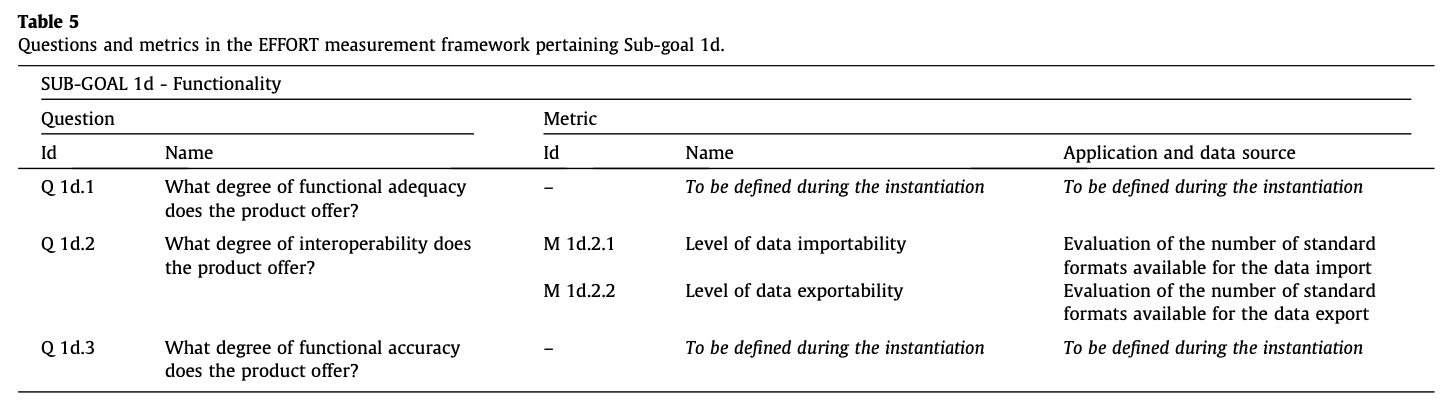 Table 5
Questions and metrics in the EFFORT measurement framework pertaining Sub-goal 1d.
SUB-GOAL 1d - Functionality
Question Metric
Id Name Id Name Application and data source
Q 1d.1 What degree of functional adequacy – To be defined during the instantiation To be defined during the instantiation
does the product offer?
Q 1d.2 What degree of interoperability does M 1d.2.1 Level of data importability Evaluation of the number of standard
the product offer? formats available for the data import
M 1d.2.2 Level of data exportability Evaluation of the number of standard
formats available for the data export
Q 1d.3 What degree of functional accuracy – To be defined during the instantiation To be defined during the instantiation
does the product offer?